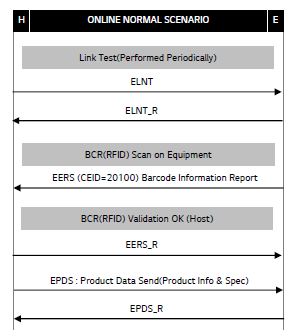 H ONLINE NORMAL SCENARIO E
Link Test(Performed Periodically)
ELNT
ELNT_R
BCR(RFID) Scan on Equipment
EERS (CEID=20100) Barcode Information Report
BCR(RFID) Validation OK (Host)
EERS_R
EPDS : Product Data Send(Product Info & Spec)
EPDS_R